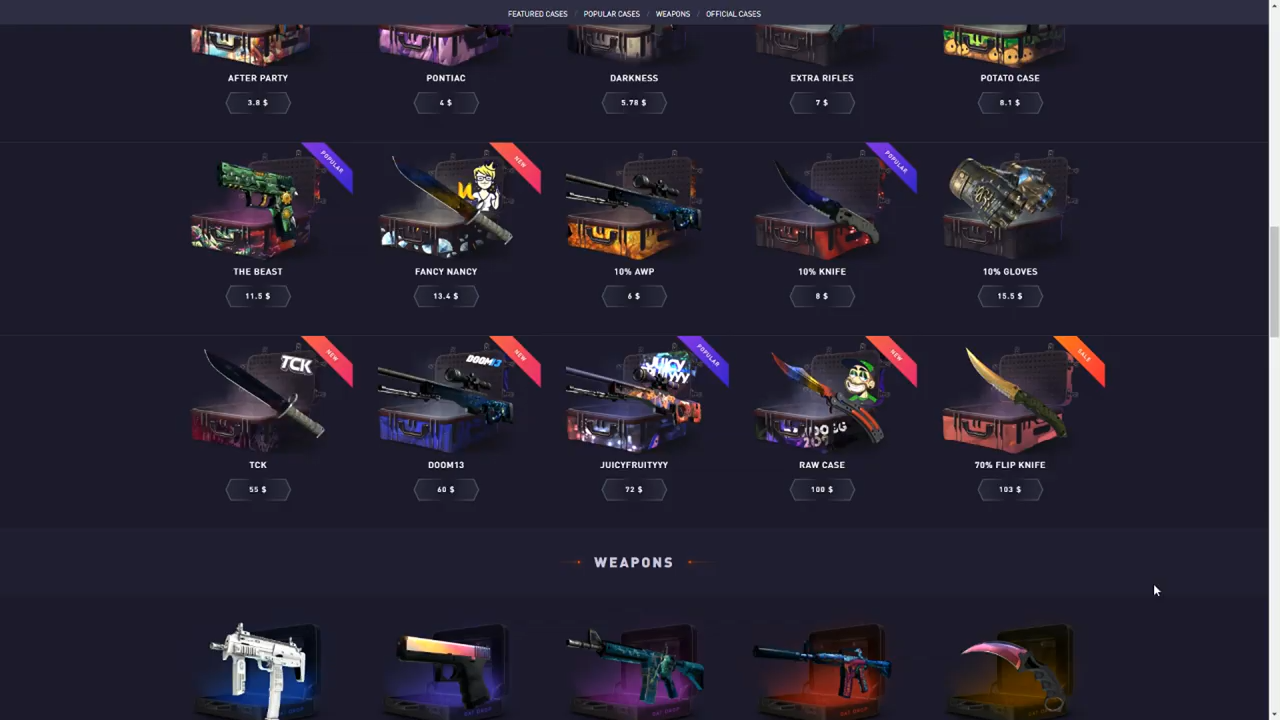 FEATURED CASES / POPULAR CASES / WEAPONS / OFFICIAL CASES
AFTER PARTY
PONTIAC
DARKNESS
EXTRA RIFLES
POTATO CASE
3.8 $
4 $
5.78 $
7 $
8.1 $
POPULAR
NEW
POPULAR
THE BEAST
FANCY NANCY
10% AWP
10% KNIFE
10% GLOVES
11.5 $
13.4 $
6 $
8 $
15.5 $
NEW
NEW
POPULAR
NEW
SALE
TCK
DOOM13
JUICY
TCK
DOOM13
JUICYFRUITYYY
RAW CASE
70% FLIP KNIFE
55 $
60 $
72 $
100 $
103 $
WEAPONS